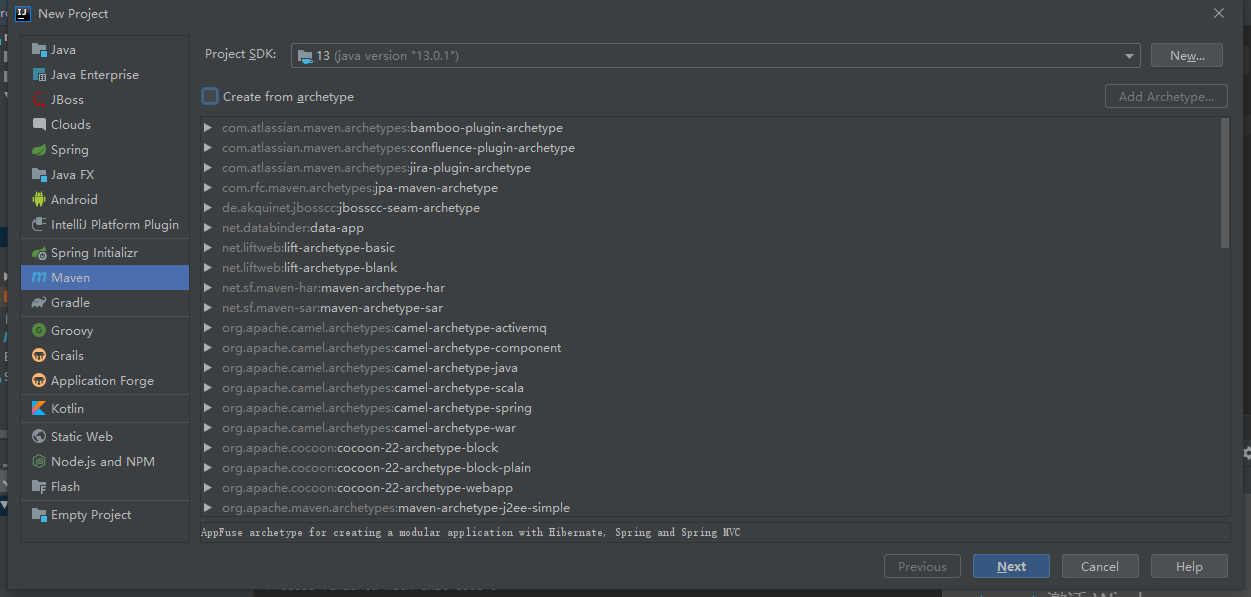 New Project
Java
Java Enterprise
JBoss
Clouds
Spring
Java FX
Android
IntelliJ Platform Plugin
Spring Initializr
Maven
Gradle
Groovy
Grails
Application Forge
Kotlin
Static Web
Node.js and NPM
Flash
Empty Project
Project SDK: 13 (java version "13.0.1") New...
Create from archetype Add Archetype...
com.atlassian.maven.archetypes:bamboo-plugin-archetype
com.atlassian.maven.archetypes:confluence-plugin-archetype
com.atlassian.maven.archetypes:jira-plugin-archetype
com.rfc.maven.archetypes:jpa-maven-archetype
de.akquinet.jbosscc:jbosscc-seam-archetype
net.databinder:data-app
net.liftweb:lift-archetype-basic
net.liftweb:lift-archetype-blank
net.sf.maven-har:maven-archetype-har
net.sf.maven-sar:maven-archetype-sar
org.apache.camel.archetypes:camel-archetype-activemq
org.apache.camel.archetypes:camel-archetype-component
org.apache.camel.archetypes:camel-archetype-java
org.apache.camel.archetypes:camel-archetype-scala
org.apache.camel.archetypes:camel-archetype-spring
org.apache.camel.archetypes:camel-archetype-war
org.apache.cocoon:cocoon-22-archetype-block
org.apache.cocoon:cocoon-22-archetype-block-plain
org.apache.cocoon:cocoon-22-archetype-webapp
org.apache.maven.archetypes:maven-archetype-j2ee-simple
AppFuse archetype for creating a modular application with Hibernate, Spring and Spring MVC
Previous Next Cancel Help